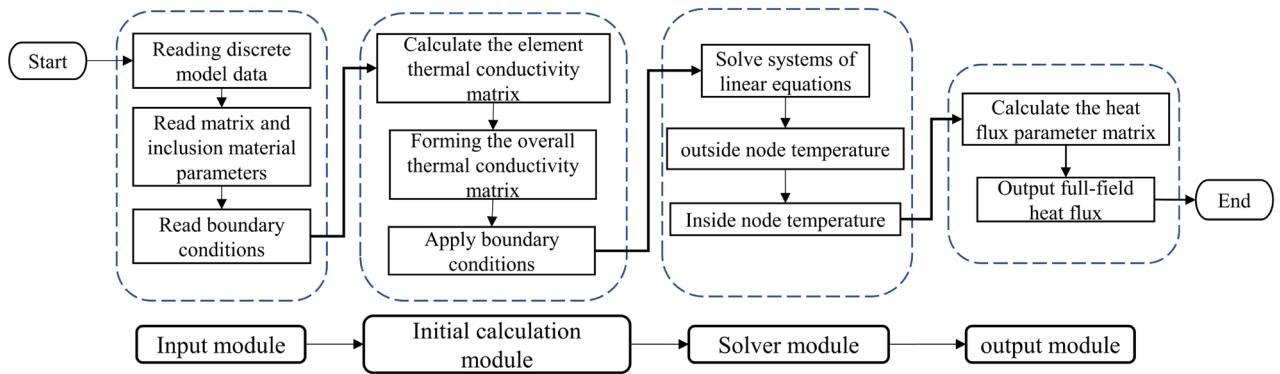 Start
Reading discrete
model data
Read matrix and
inclusion material
parameters
Read boundary
conditions
Calculate the element
thermal conductivity
matrix
Forming the overall
thermal conductivity
matrix
Apply boundary
conditions
Solve systems of
linear equations
outside node temperature
Inside node temperature
Calculate the heat
flux parameter matrix
Output full-field
heat flux
End
Input module
Initial calculation
module
Solver module
output module